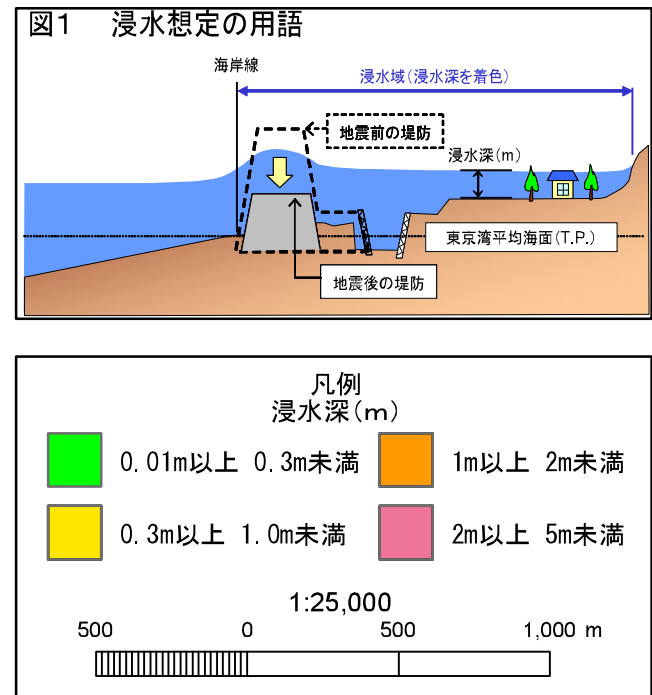 図1 浸水想定の用語
海岸線
浸水域(浸水深を着色)
地震前の堤防
浸水深(m)
東京湾平均海面(T.P.)
地震後の堤防
凡例
浸水深(m)
0.01m以上 0.3m未満
1m以上 2m未満
0.3m以上 1.0m未満
2m以上 5m未満
1:25,000
500 0 500 1,000 m